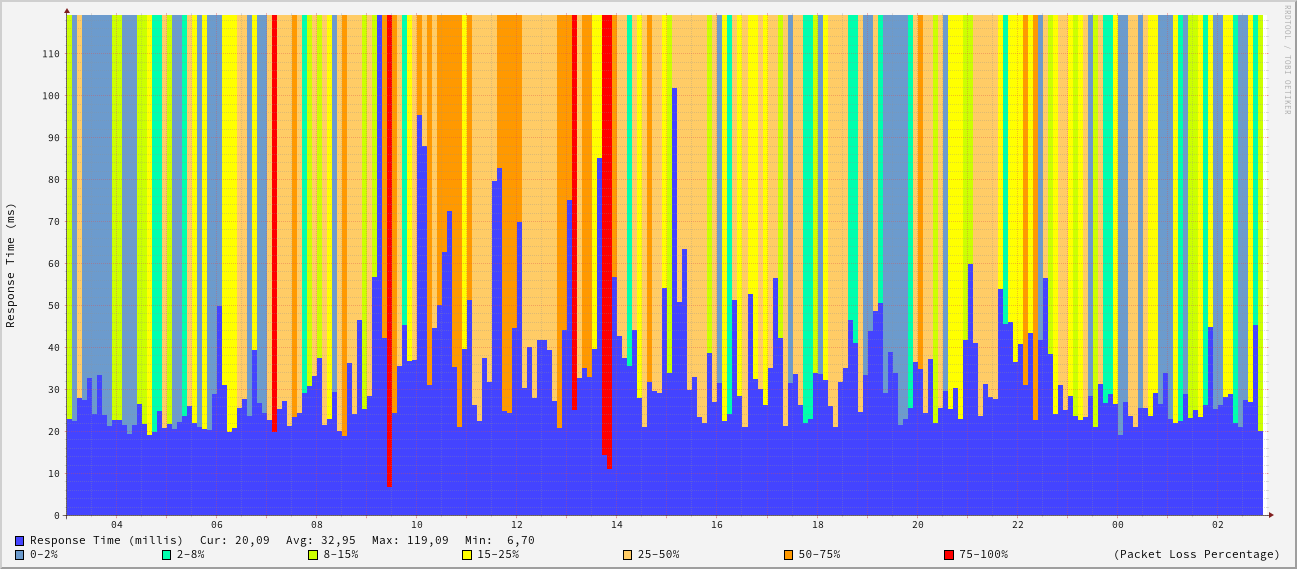 RRDTOOL / TOBI OETIKER
Response Time (ms)
110
100
90
80
70
60
50
40
30
20
10
0
04 06 08 10 12 14 16 18 20 22 00 02
Response Time (millis) Cur: 20,09 Avg: 32,95 Max: 119,09 Min: 6,70
0-2% 2-8% 8-15% 15-25% 25-50% 50-75% 75-100% (Packet Loss Percentage)